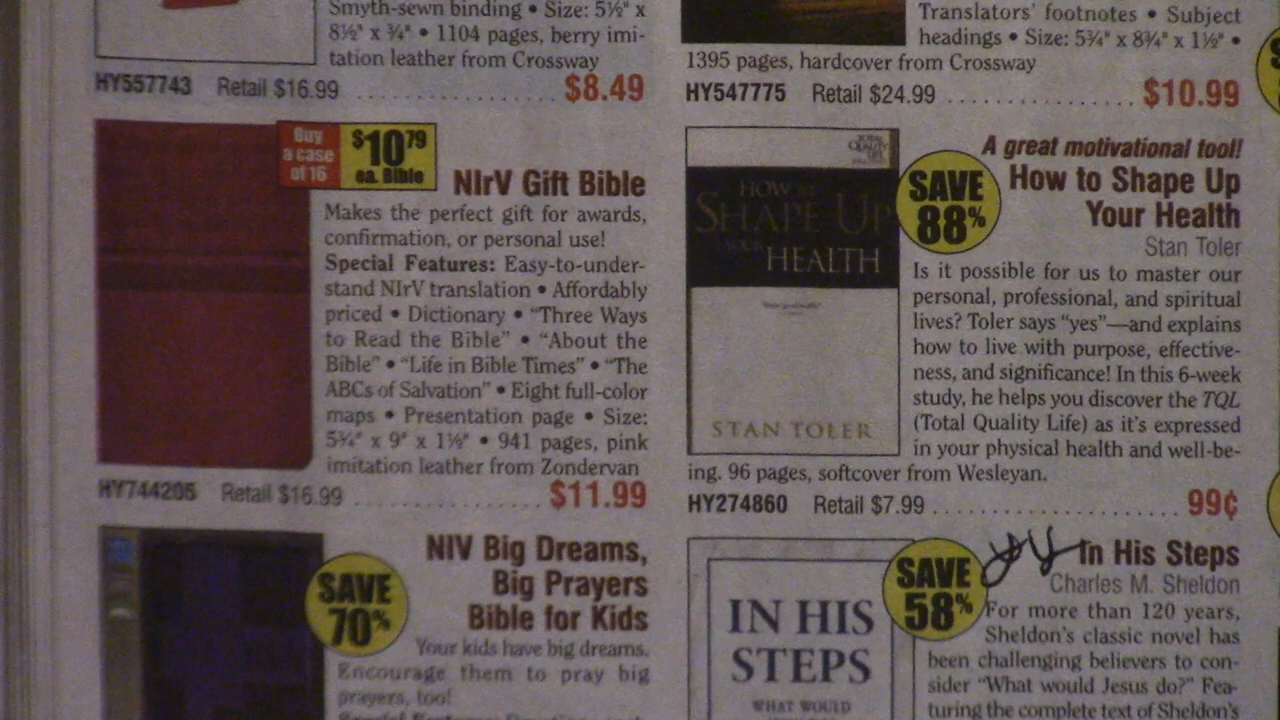 Smyth-sewn binding • Size: 5½" x
8½" x ¾" • 1104 pages, berry imi-
tation leather from Crossway
HY557743 Retail $16.99 .................... $8.49
Buy
a case
of 16
$10.79
ea. Bible
NIrV Gift Bible
Makes the perfect gift for awards,
confirmation, or personal use!
Special Features: Easy-to-under-
stand NIrV translation • Affordably
priced • Dictionary • “Three Ways
to Read the Bible” • “About the
Bible” • “Life in Bible Times” • “The
ABCs of Salvation” • Eight full-color
maps • Presentation page • Size:
5¾" x 9" x 1½" • 941 pages, pink
imitation leather from Zondervan
HY744205 Retail $16.99 .................... $11.99
SAVE
70%
NIV Big Dreams,
Big Prayers
Bible for Kids
Your kids have big dreams.
Encourage them to pray big
prayers, too!
Translators’ footnotes • Subject
headings • Size: 5¾" x 8¾" x 1½" •
1395 pages, hardcover from Crossway
HY547775 Retail $24.99 .................... $10.99
TOTAL
QUALITY
LIFE
HOW
SHAPE UP
YOUR
HEALTH
STAN TOLER
SAVE
88%
A great motivational tool!
How to Shape Up
Your Health
Stan Toler
Is it possible for us to master our
personal, professional, and spiritual
lives? Toler says “yes”—and explains
how to live with purpose, effective-
ness, and significance! In this 6-week
study, he helps you discover the TQL
(Total Quality Life) as it’s expressed
in your physical health and well-be-
ing. 96 pages, softcover from Wesleyan.
HY274860 Retail $7.99 .................... 99¢
IN HIS
STEPS
WHAT WOULD
SAVE
58%
In His Steps
Charles M. Sheldon
For more than 120 years,
Sheldon’s classic novel has
been challenging believers to con-
sider “What would Jesus do?” Fea-
turing the complete text of Sheldon’s